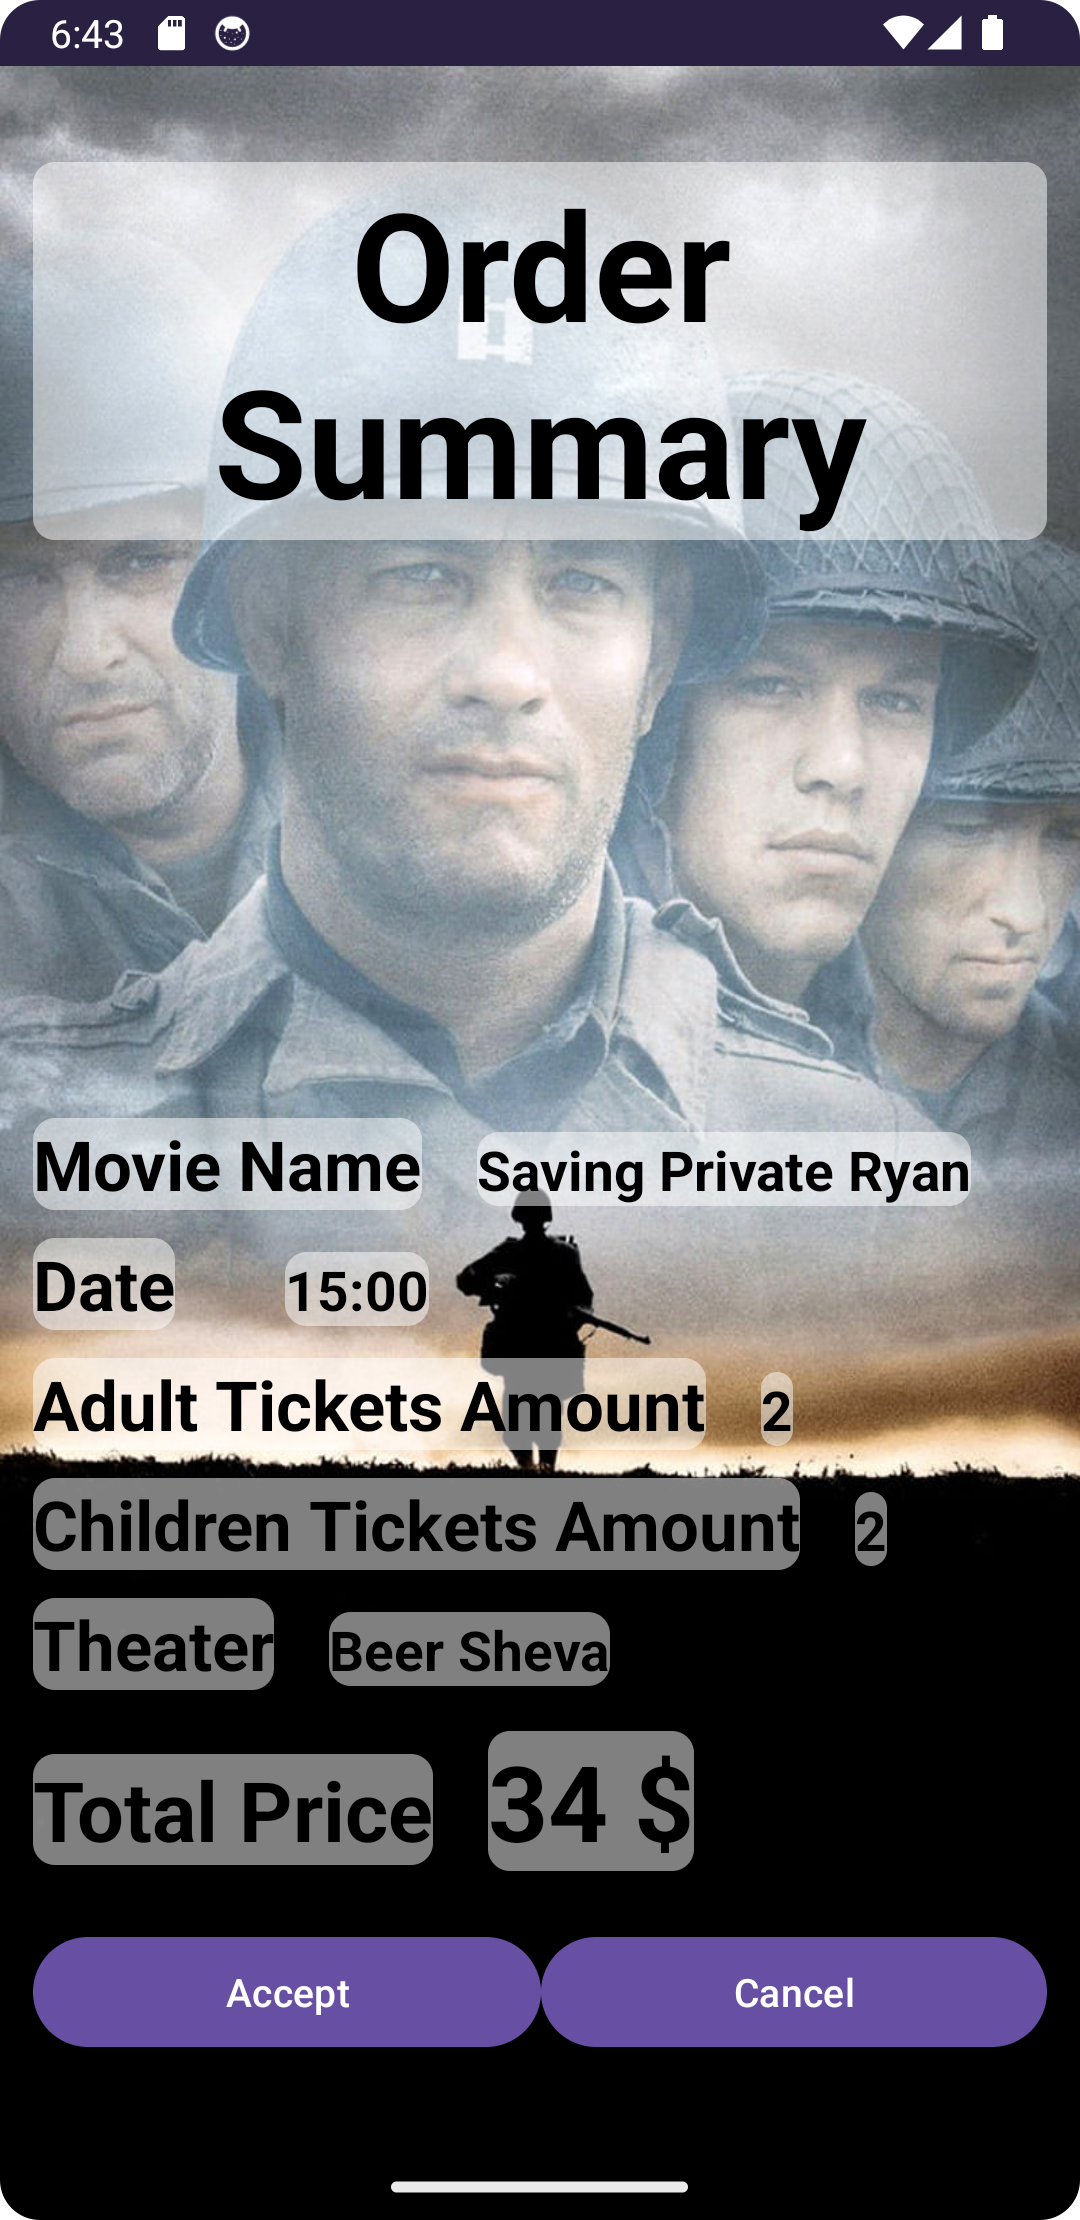 6:43
Order
Summary
Movie Name Saving Private Ryan
Date 15:00
Adult Tickets Amount 2
Children Tickets Amount 2
Theater Beer Sheva
Total Price 34 $
Accept Cancel